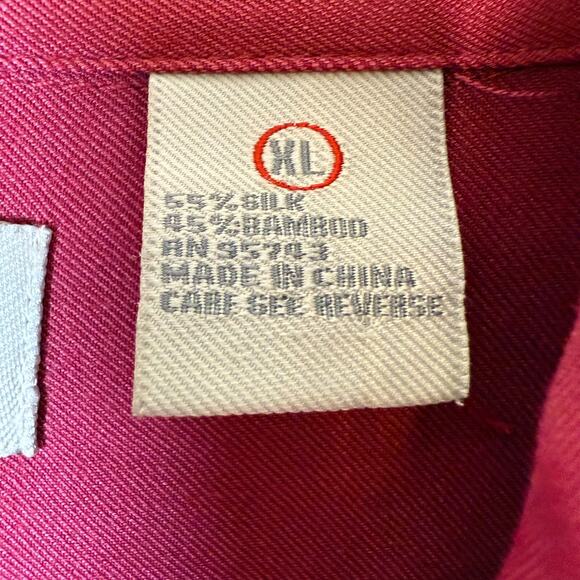 XL
55% SILK
45% BAMBOO
RN 95743
MADE IN CHINA
CARE SEE REVERSE